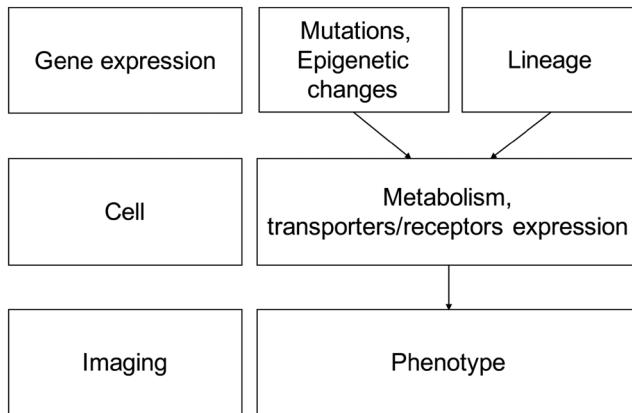 Gene expression
Mutations,
Epigenetic
changes
Lineage
Cell
Metabolism,
transporters/receptors expression
Imaging
Phenotype